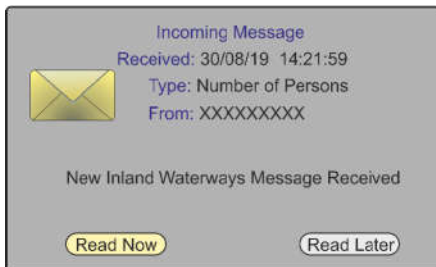 Incoming Message
Received: 30/08/19 14:21:59
Type: Number of Persons
From: XXXXXXXXX
New Inland Waterways Message Received
Read Now
Read Later